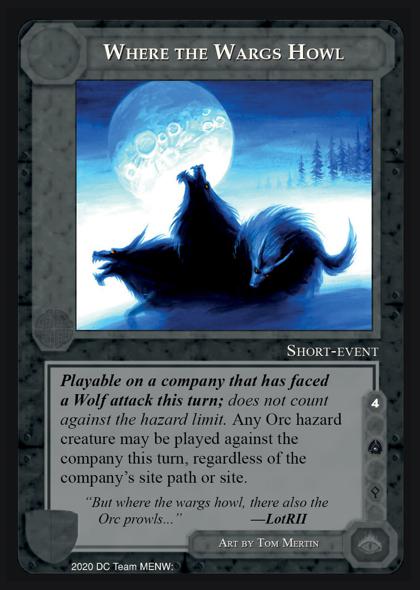 Where the Wargs Howl
Short-event
Playable on a company that has faced
a Wolf attack this turn; does not count
against the hazard limit. Any Orc hazard
creature may be played against the
company this turn, regardless of the
company's site path or site.
4
“But where the wargs howl, there also the
Orc prowls...” —LotRII
Art by Tom Mertin
2020 DC Team MENW: